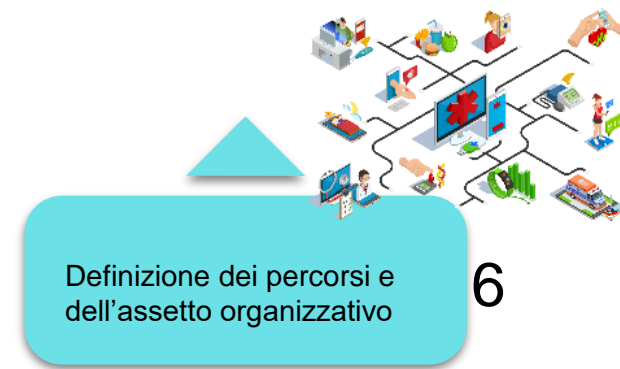 Definizione dei percorsi e
dell’assetto organizzativo
6